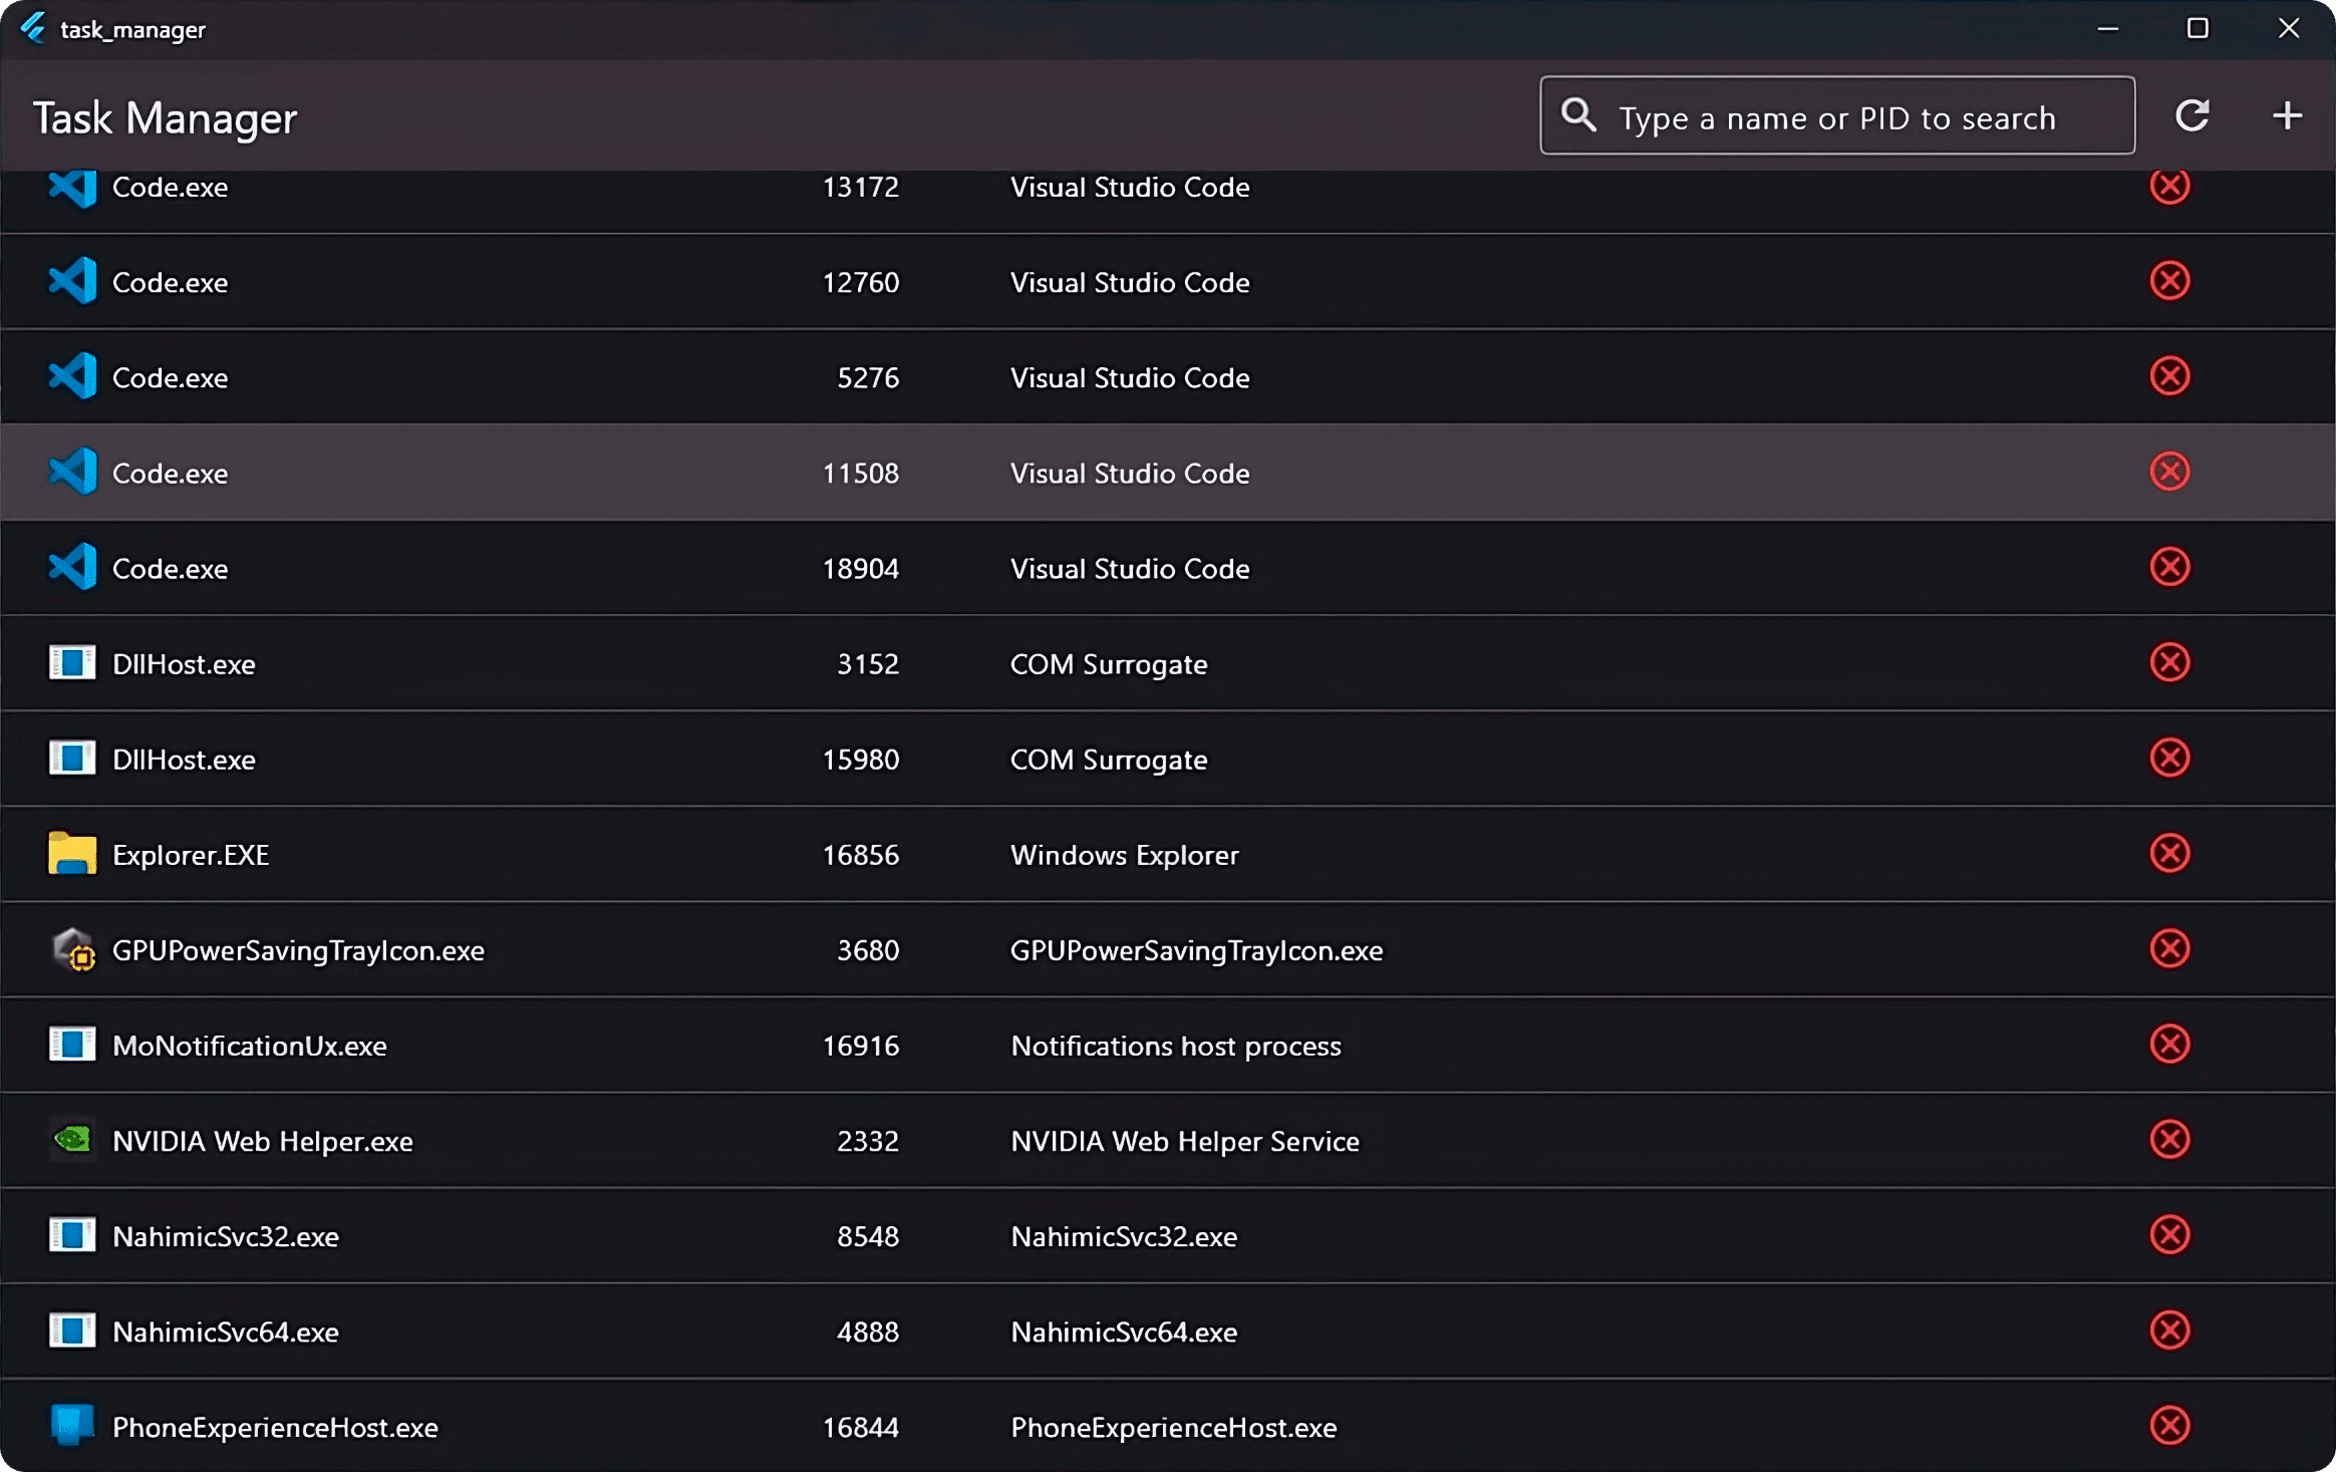 task_manager
Task Manager
Type a name or PID to search
Code.exe 13172 Visual Studio Code
Code.exe 12760 Visual Studio Code
Code.exe 5276 Visual Studio Code
Code.exe 11508 Visual Studio Code
Code.exe 18904 Visual Studio Code
DllHost.exe 3152 COM Surrogate
DllHost.exe 15980 COM Surrogate
Explorer.EXE 16856 Windows Explorer
GPUPowerSavingTrayIcon.exe 3680 GPUPowerSavingTrayIcon.exe
MoNotificationUx.exe 16916 Notifications host process
NVIDIA Web Helper.exe 2332 NVIDIA Web Helper Service
NahimicSvc32.exe 8548 NahimicSvc32.exe
NahimicSvc64.exe 4888 NahimicSvc64.exe
PhoneExperienceHost.exe 16844 PhoneExperienceHost.exe